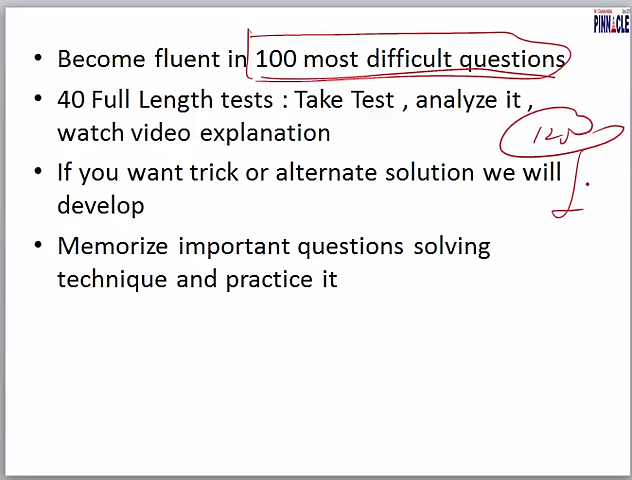 PINNACLE
• Become fluent in 100 most difficult questions
• 40 Full Length tests : Take Test , analyze it ,
watch video explanation
• If you want trick or alternate solution we will
develop
• Memorize important questions solving
technique and practice it